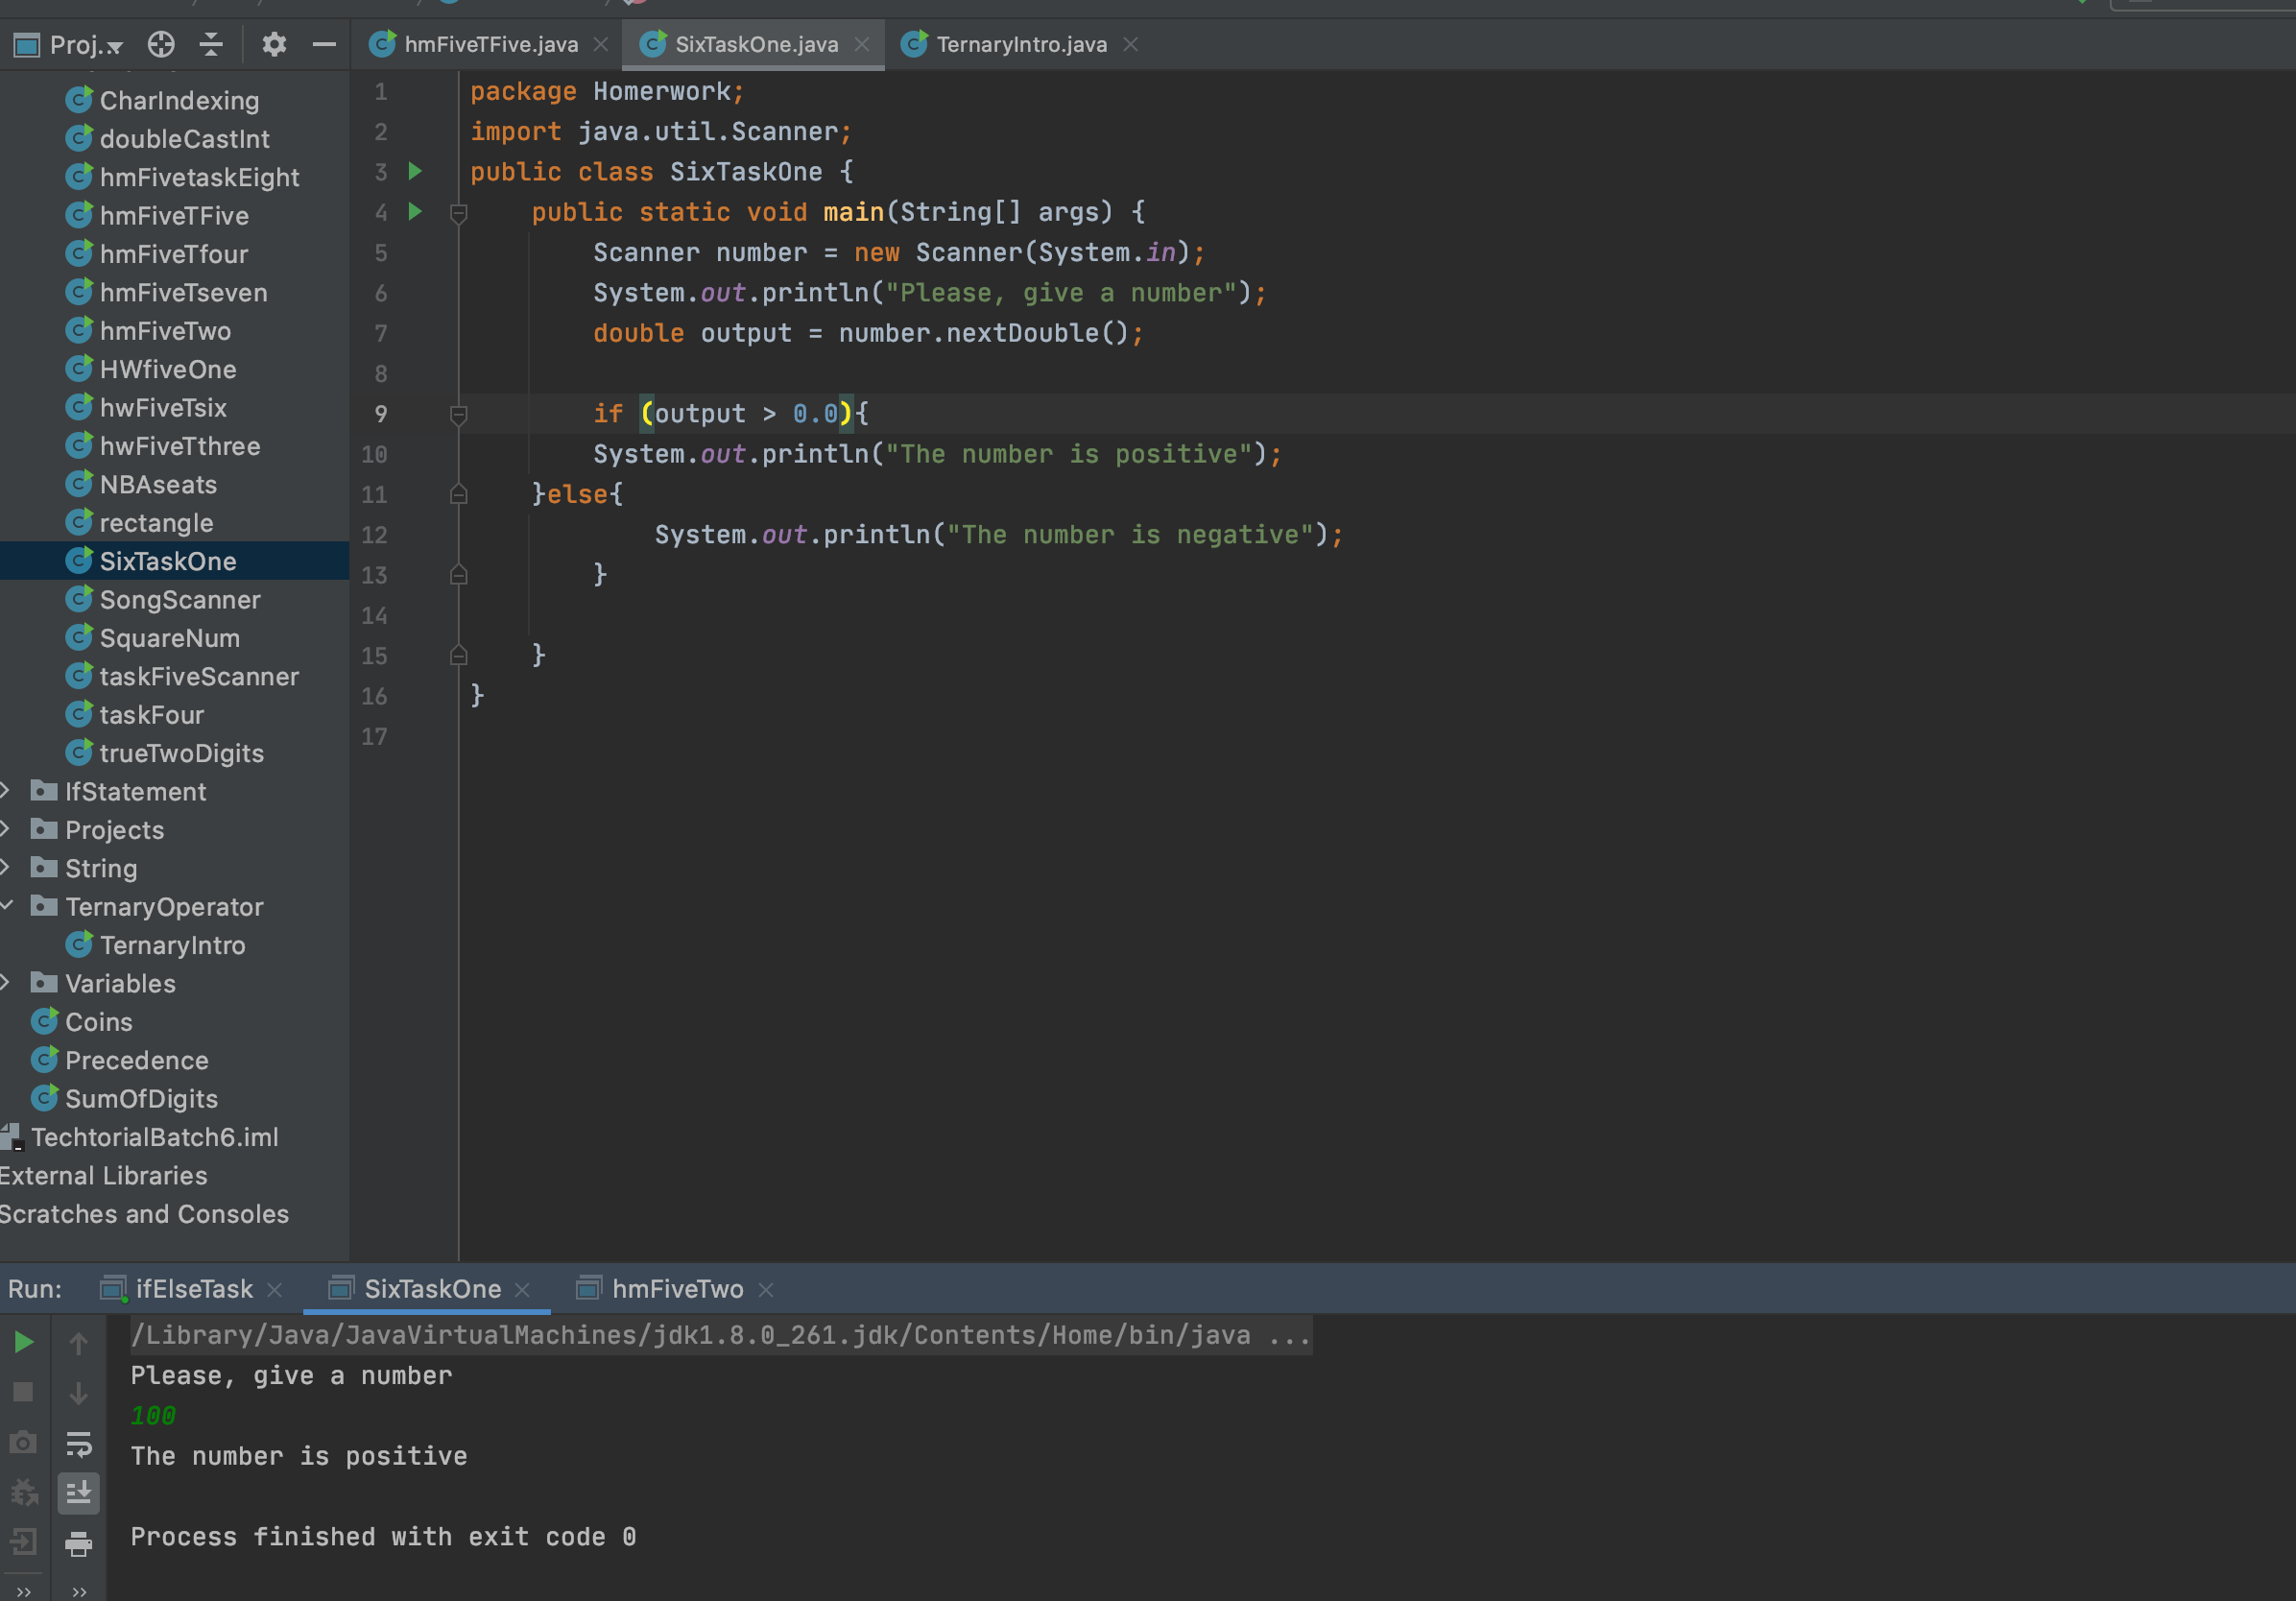 Proj...
hmFiveTFive.java
SixTaskOne.java
TernaryIntro.java
CharIndexing
doubleCastInt
hmFivetaskEight
hmFiveTFive
hmFiveTfour
hmFiveTseven
hmFiveTwo
HWfiveOne
hwFiveTsix
hwFiveTthree
NBAseats
rectangle
SixTaskOne
SongScanner
SquareNum
taskFiveScanner
taskFour
trueTwoDigits
IfStatement
Projects
String
TernaryOperator
TernaryIntro
Variables
Coins
Precedence
SumOfDigits
TechtorialBatch6.iml
External Libraries
Scratches and Consoles
1 package Homerwork;
2 import java.util.Scanner;
3 public class SixTaskOne {
4 public static void main(String[] args) {
5 Scanner number = new Scanner(System.in);
6 System.out.println("Please, give a number");
7 double output = number.nextDouble();
8
9 if (output > 0.0){
10 System.out.println("The number is positive");
11 }else{
12 System.out.println("The number is negative");
13 }
14
15 }
16 }
17
Run: ifElseTask SixTaskOne hmFiveTwo
/Library/Java/JavaVirtualMachines/jdk1.8.0_261.jdk/Contents/Home/bin/java ...
Please, give a number
100
The number is positive
Process finished with exit code 0